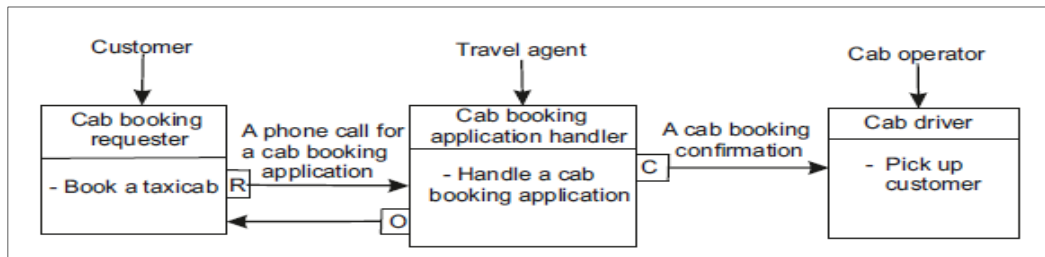 Customer
Travel agent
Cab operator
Cab booking
requester
- Book a taxicab
R
A phone call for
a cab booking
application
O
Cab booking
application handler
- Handle a cab
booking application
C
A cab booking
confirmation
Cab driver
- Pick up
customer